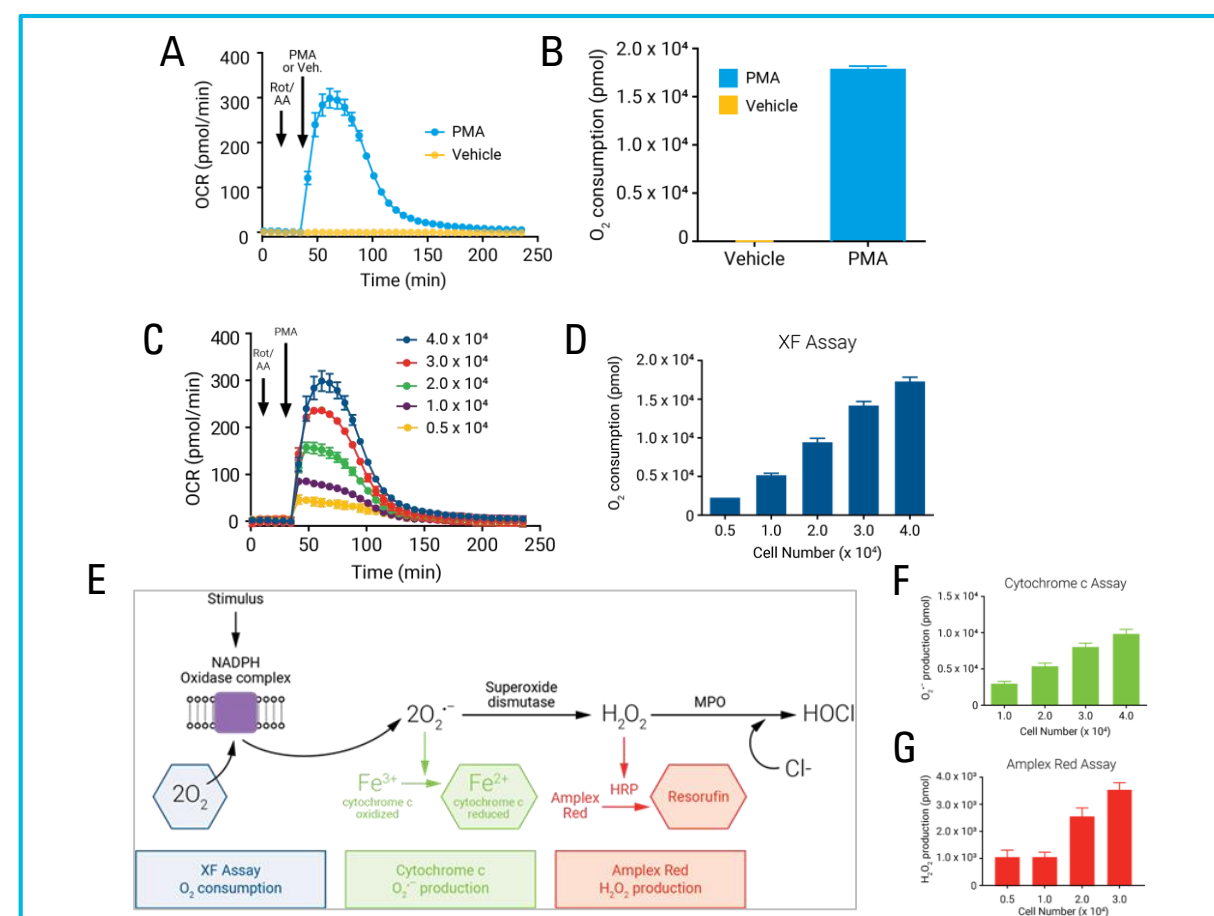 A
400
300
200
100
0
OCR (pmol/min)
PMA
or Veh.
Rot/
AA
PMA
Vehicle
0 50 100 150 200 250
Time (min)
B
2.0 x 10⁴
1.5 x 10⁴
1.0 x 10⁴
0.5 x 10⁴
0
O₂ consumption (pmol)
PMA
Vehicle
Vehicle PMA
C
400
300
200
100
0
OCR (pmol/min)
Rot/
AA
PMA
4.0 x 10⁴
3.0 x 10⁴
2.0 x 10⁴
1.0 x 10⁴
0.5 x 10⁴
0 50 100 150 200 250
Time (min)
D
XF Assay
2.0 x 10⁴
1.5 x 10⁴
1.0 x 10⁴
0.5 x 10⁴
0
O₂ consumption (pmol)
0.5 1.0 2.0 3.0 4.0
Cell Number (x 10⁴)
E
Stimulus
NADPH
Oxidase complex
2O₂
2O₂·⁻
Superoxide
dismutase
H₂O₂
MPO
HOCl
Cl-
Fe³⁺
cytochrome c
oxidized
Fe²⁺
cytochrome c
reduced
Amplex
Red
HRP
Resorufin
XF Assay
O₂ consumption
Cytochrome c
O₂·⁻ production
Amplex Red
H₂O₂ production
F
Cytochrome c Assay
1.5 x 10⁴
1.0 x 10⁴
0.5 x 10⁴
0
O₂·⁻ production (pmol)
1.0 2.0 3.0 4.0
Cell Number (x 10⁴)
G
Amplex Red Assay
4.0 x 10³
3.0 x 10³
2.0 x 10³
1.0 x 10³
0
H₂O₂ production (pmol)
0.5 1.0 2.0 3.0
Cell Number (x 10⁴)